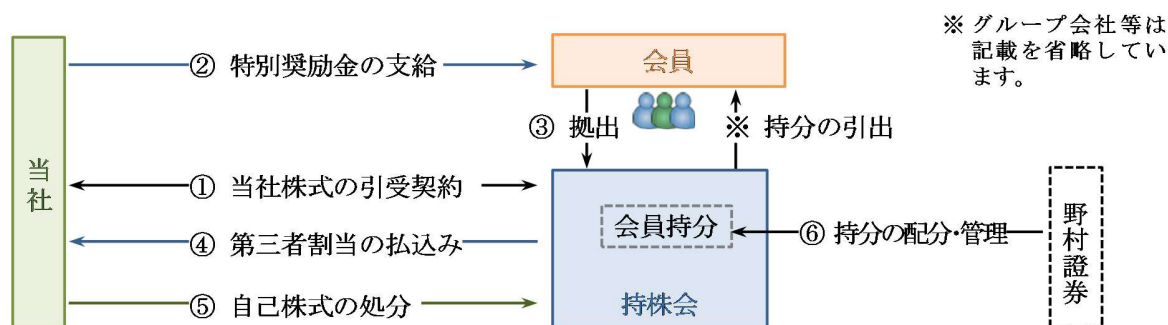 ※ グループ会社等は
記載を省略してい
ます。
② 特別奨励金の支給
会員
③ 拠出
※ 持分の引出
当社
① 当社株式の引受契約
会員持分
④ 第三者割当の払込み
⑥ 持分の配分・管理
野村證券
⑤ 自己株式の処分
持株会